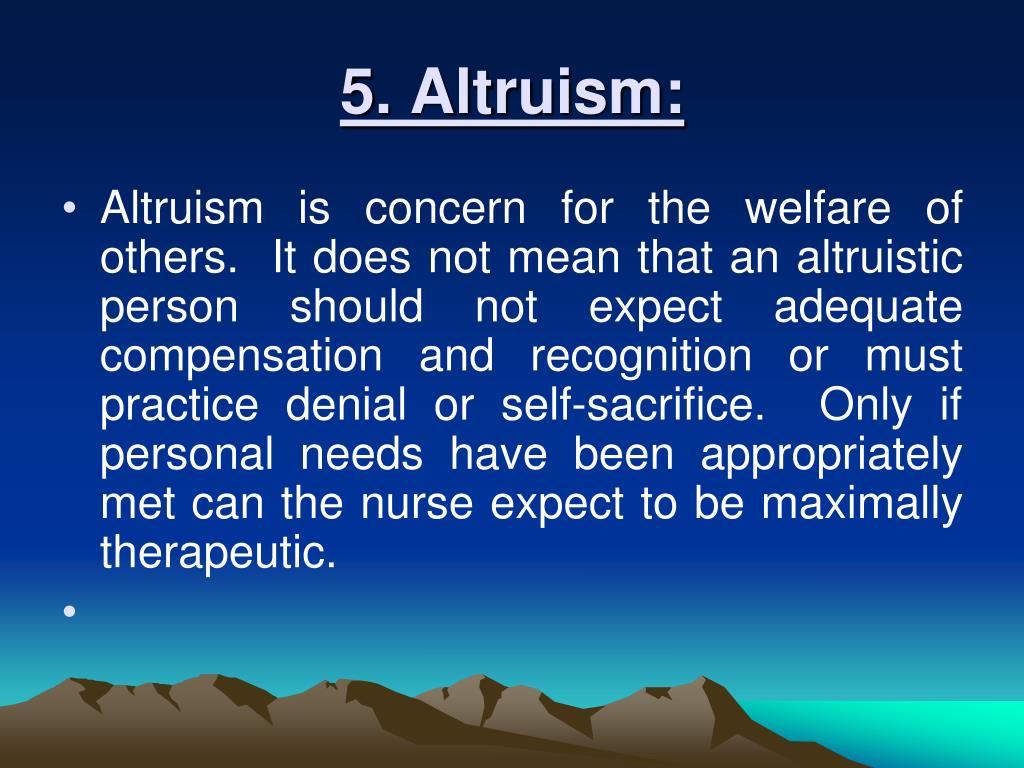 5. Altruism:
• Altruism is concern for the welfare of
others.  It does not mean that an altruistic
person should not expect adequate
compensation and recognition or must
practice denial or self-sacrifice.  Only if
personal needs have been appropriately
met can the nurse expect to be maximally
therapeutic.
•